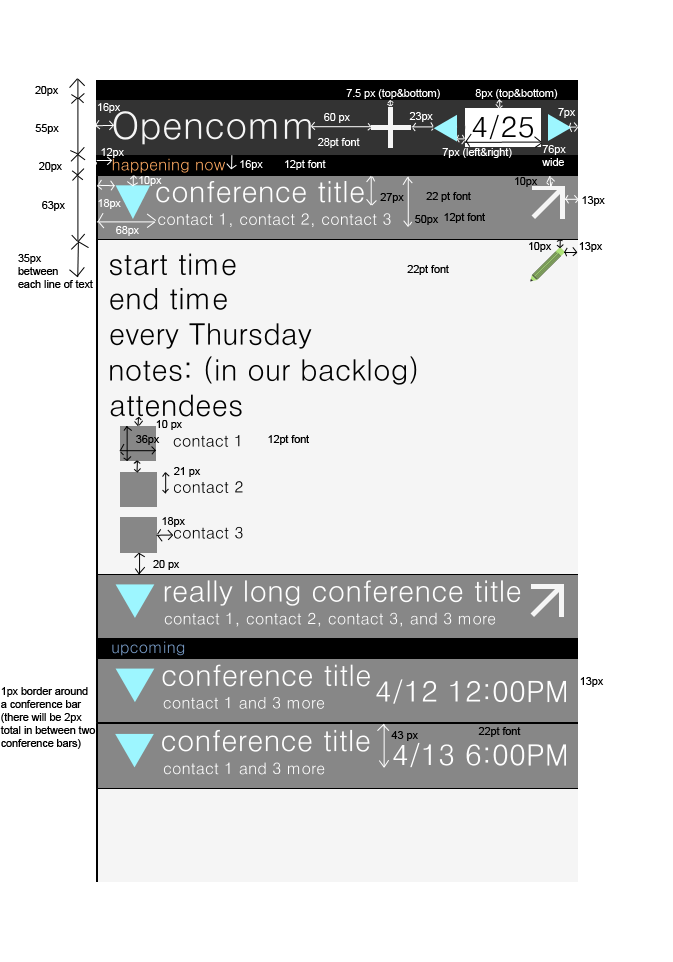 7.5 px (top&bottom)
8px (top&bottom)
20px
16px
60 px
23px
7px
55px
Opencomm
4/25
28pt font
7px (left&right)
76px
wide
12px
20px
happening now
16px
12pt font
10px
10px
63px
18px
conference title
27px
22 pt font
13px
contact 1, contact 2, contact 3
50px
12pt font
68px
10px
13px
35px
between
each line of text
start time
22pt font
end time
every Thursday
notes: (in our backlog)
attendees
10 px
36px
contact 1
12pt font
21 px
contact 2
18px
contact 3
20 px
really long conference title
contact 1, contact 2, contact 3, and 3 more
upcoming
conference title
4/12 12:00PM
13px
contact 1 and 3 more
1px border around
a conference bar
(there will be 2px
total in between two
conference bars)
conference title
43 px
22pt font
4/13 6:00PM
contact 1 and 3 more